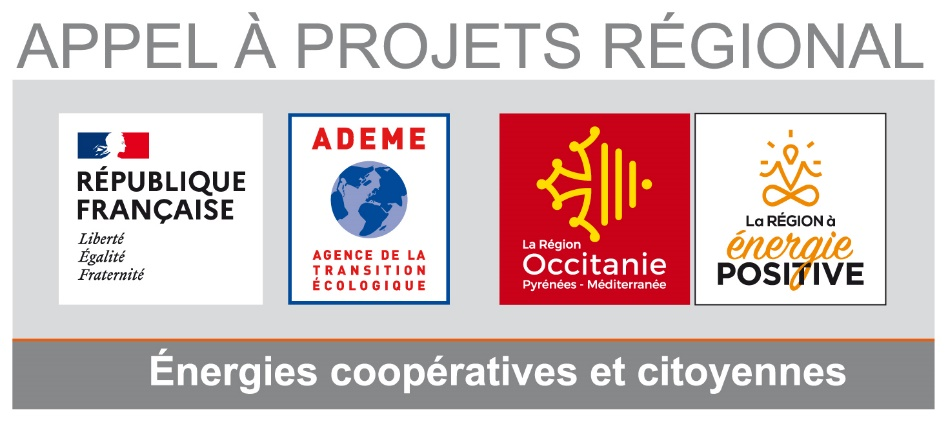 APPEL À PROJETS RÉGIONAL
RÉPUBLIQUE
FRANÇAISE
Liberté
Égalité
Fraternité
ADEME
AGENCE DE LA
TRANSITION
ÉCOLOGIQUE
La Région
Occitanie
Pyrénées - Méditerranée
La RÉGION à
énergie
POSITIVE
Énergies coopératives et citoyennes